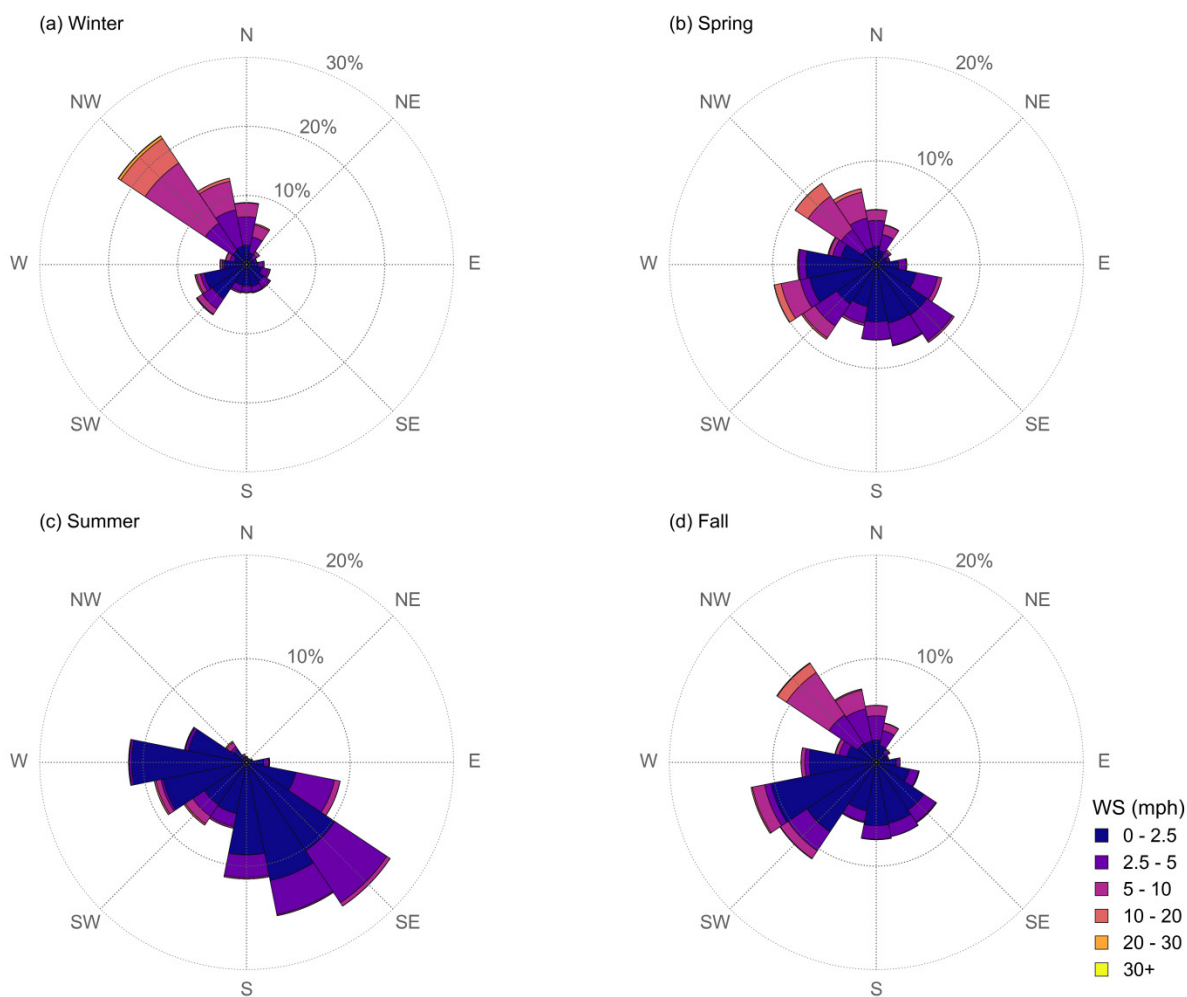 (a) Winter
N
30%
NW
NE
20%
10%
W
E
SW
SE
S
(b) Spring
N
20%
NW
NE
10%
W
E
SW
SE
S
(c) Summer
N
20%
NW
NE
10%
W
E
SW
SE
S
(d) Fall
N
20%
NW
NE
10%
W
E
SW
SE
S
WS (mph)
0 - 2.5
2.5 - 5
5 - 10
10 - 20
20 - 30
30+